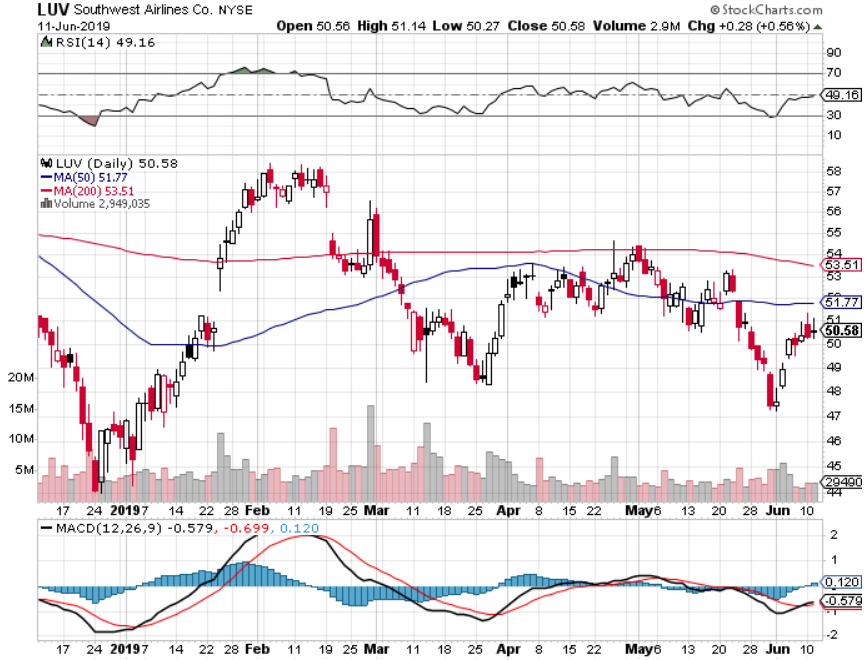 LUV Southwest Airlines Co. NYSE © StockCharts.com
11-Jun-2019 Open 50.56 High 51.14 Low 50.27 Close 50.58 Volume 2.9M Chg +0.28 (+0.56%)
RSI(14) 49.16
90
70
49.16
30
10
LUV (Daily) 50.58
MA(50) 51.77
MA(200) 53.51
Volume 2,949,035
58
57
56
55
54
53.51
53
51.77
51
50.58
50
49
48
47
46
45
44
20M
15M
10M
5M
29490
17 24 2019 7 14 22 28 Feb 11 19 25 Mar 11 18 25 Apr 8 15 22 May 6 13 20 28 Jun 10
MACD(12,26,9) -0.579, -0.699, 0.120
2
1
0.120
-0.579
-1
-2
17 24 2019 7 14 22 28 Feb 11 19 25 Mar 11 18 25 Apr 8 15 22 May 6 13 20 28 Jun 10